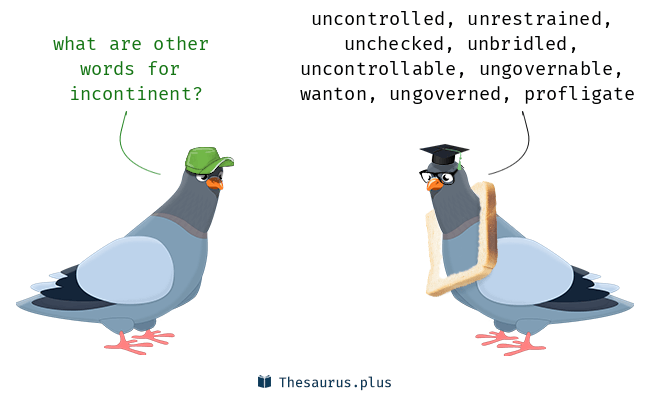 what are other
words for
incontinent?
uncontrolled, unrestrained,
unchecked, unbridled,
uncontrollable, ungovernable,
wanton, ungoverned, profligate
Thesaurus.plus